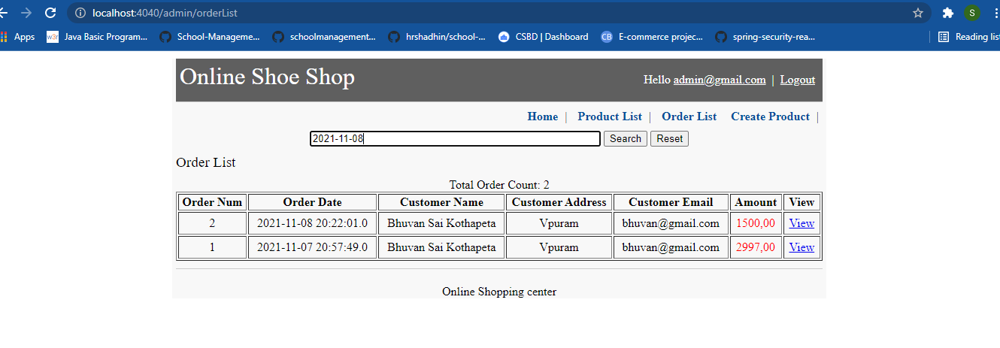 localhost:4040/admin/orderList
S
Apps w3r Java Basic Program... School-Manageme... schoolmanagement... hrshadhin/school-... CSBD | Dashboard CB E-commerce projec... spring-security-rea... Reading list
Online Shoe Shop Hello admin@gmail.com | Logout
Home | Product List | Order List Create Product |
2021-11-08 Search Reset
Order List
Total Order Count: 2
Order Num Order Date Customer Name Customer Address Customer Email Amount View
2 2021-11-08 20:22:01.0 Bhuvan Sai Kothapeta Vpuram bhuvan@gmail.com 1500,00 View
1 2021-11-07 20:57:49.0 Bhuvan Sai Kothapeta Vpuram bhuvan@gmail.com 2997,00 View
Online Shopping center